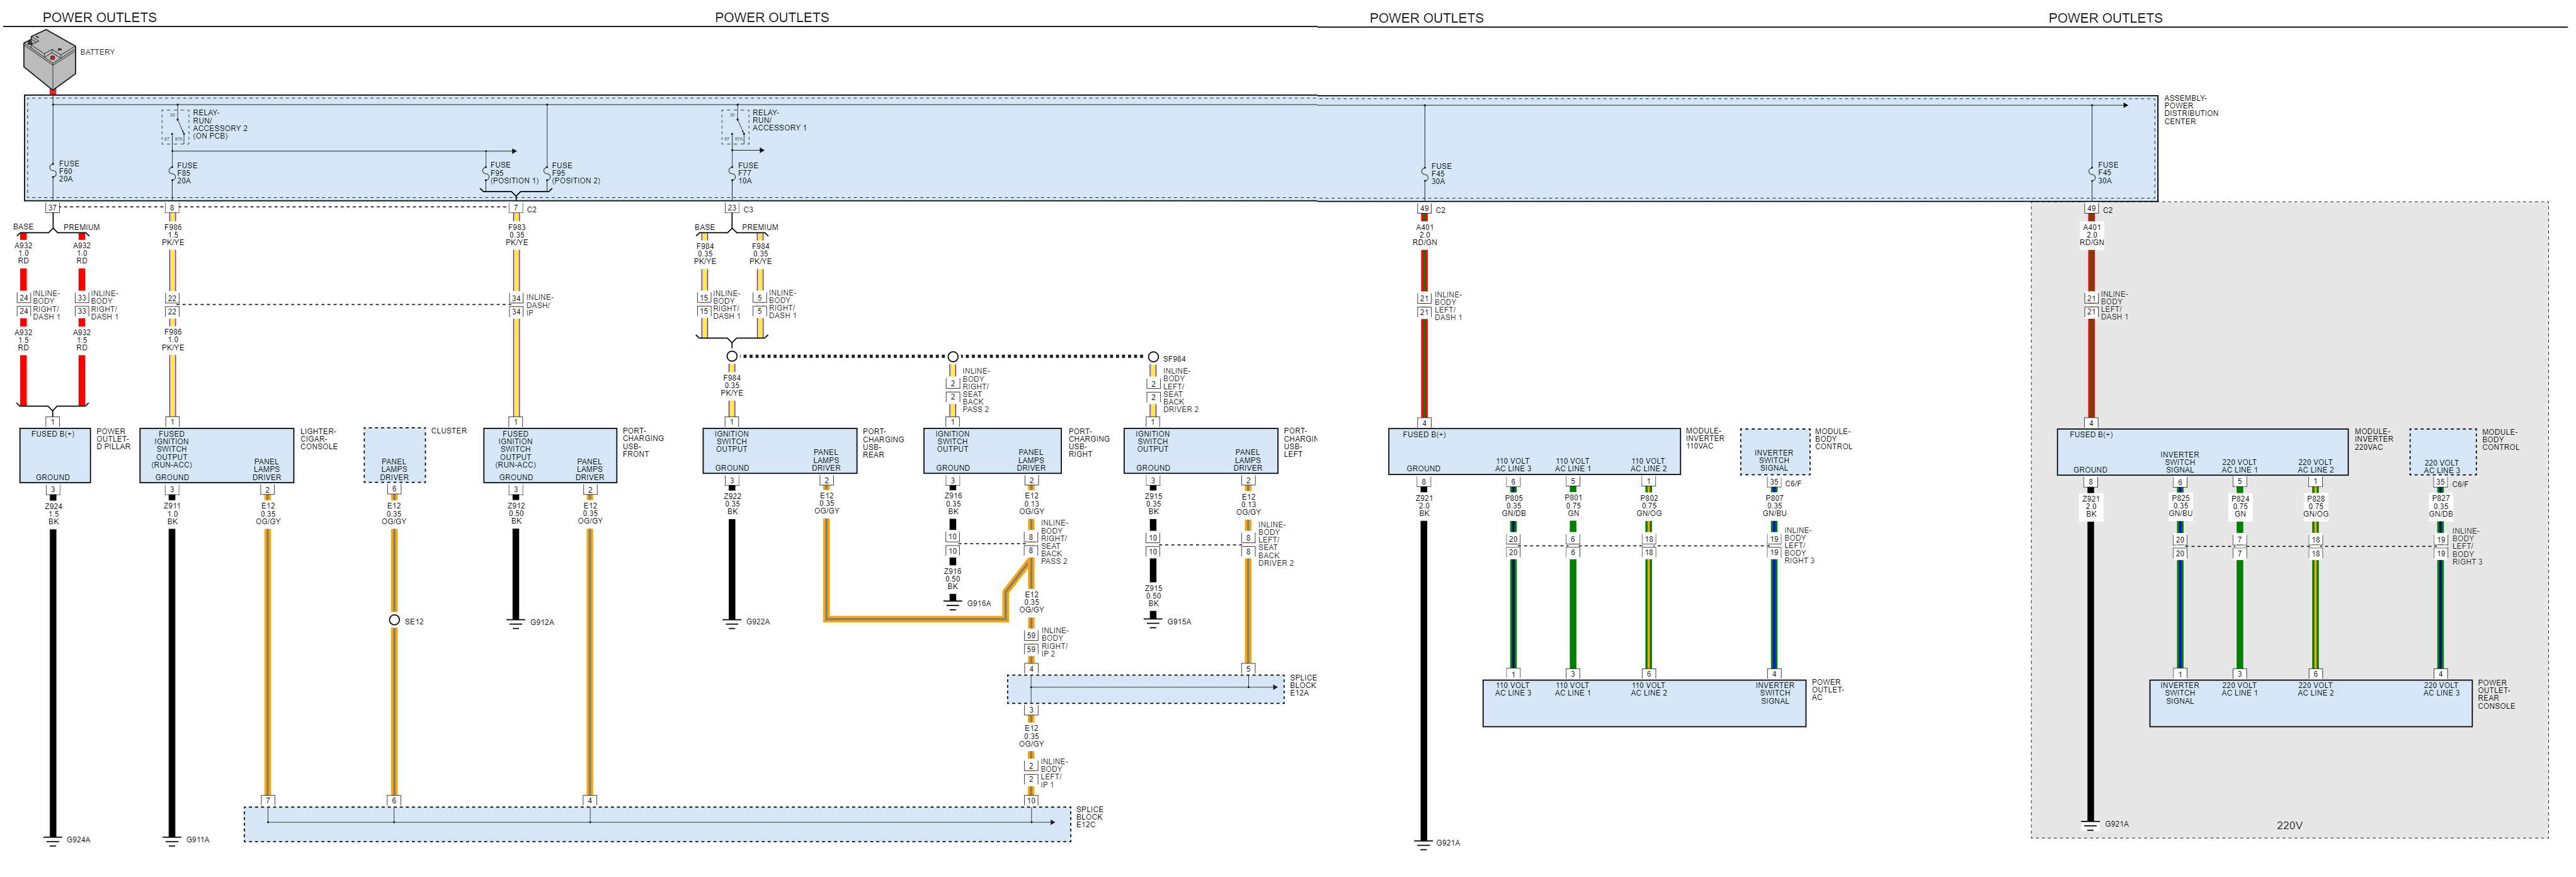 POWER OUTLETS
POWER OUTLETS
POWER OUTLETS
POWER OUTLETS
BATTERY
ASSEMBLY-
POWER
DISTRIBUTION
CENTER
RELAY-
RUN/
ACCESSORY 2
(ON PCB)
30
87 87A
RELAY-
RUN/
ACCESSORY 1
30
87 87A
FUSE
F60
20A
FUSE
F85
20A
FUSE
F95
(POSITION 1)
FUSE
F95
(POSITION 2)
FUSE
F77
10A
FUSE
F45
30A
FUSE
F45
30A
37
8
7
C2
23
C3
49
C2
49
C2
BASE
PREMIUM
A932
1.0
RD
A932
1.0
RD
F986
1.5
PK/YE
F983
0.35
PK/YE
BASE
PREMIUM
F984
0.35
PK/YE
F984
0.35
PK/YE
A401
2.0
RD/GN
A401
2.0
RD/GN
24
24
INLINE-
BODY
RIGHT/
DASH 1
33
33
INLINE-
BODY
RIGHT/
DASH 1
22
22
34
34
INLINE-
DASH/
IP
15
15
INLINE-
BODY
RIGHT/
DASH 1
5
5
INLINE-
BODY
RIGHT/
DASH 1
21
21
INLINE-
BODY
LEFT/
DASH 1
21
21
INLINE-
BODY
LEFT/
DASH 1
A932
1.5
RD
A932
1.5
RD
F986
1.0
PK/YE
F984
0.35
PK/YE
SF984
2
2
INLINE-
BODY
RIGHT/
SEAT
BACK
PASS 2
2
2
INLINE-
BODY
LEFT/
SEAT
BACK
DRIVER 2
1
FUSED B(+)
GROUND
3
POWER
OUTLET-
D PILLAR
1
FUSED
IGNITION
SWITCH
OUTPUT
(RUN-ACC)
GROUND
PANEL
LAMPS
DRIVER
3
2
LIGHTER-
CIGAR-
CONSOLE
PANEL
LAMPS
DRIVER
6
CLUSTER
1
FUSED
IGNITION
SWITCH
OUTPUT
(RUN-ACC)
GROUND
PANEL
LAMPS
DRIVER
3
2
PORT-
CHARGING
USB-
FRONT
1
IGNITION
SWITCH
OUTPUT
GROUND
PANEL
LAMPS
DRIVER
3
2
PORT-
CHARGING
USB-
REAR
1
IGNITION
SWITCH
OUTPUT
GROUND
PANEL
LAMPS
DRIVER
3
2
PORT-
CHARGING
USB-
RIGHT
1
IGNITION
SWITCH
OUTPUT
GROUND
PANEL
LAMPS
DRIVER
3
2
PORT-
CHARGIN
USB-
LEFT
4
FUSED B(+)
GROUND
110 VOLT
AC LINE 3
110 VOLT
AC LINE 1
110 VOLT
AC LINE 2
8
6
5
1
MODULE-
INVERTER
110VAC
INVERTER
SWITCH
SIGNAL
35
C6/F
MODULE-
BODY
CONTROL
4
FUSED B(+)
GROUND
INVERTER
SWITCH
SIGNAL
220 VOLT
AC LINE 1
220 VOLT
AC LINE 2
8
6
5
1
MODULE-
INVERTER
220VAC
220 VOLT
AC LINE 3
35
C6/F
MODULE-
BODY
CONTROL
Z924
1.5
BK
Z911
1.0
BK
E12
0.35
OG/GY
E12
0.35
OG/GY
Z912
0.50
BK
E12
0.35
OG/GY
Z922
0.35
BK
E12
0.35
OG/GY
Z916
0.35
BK
E12
0.13
OG/GY
Z915
0.35
BK
E12
0.13
OG/GY
Z921
2.0
BK
P805
0.35
GN/DB
P801
0.75
GN
P802
0.75
GN/OG
P807
0.35
GN/BU
Z921
2.0
BK
P825
0.35
GN/BU
P824
0.75
GN
P828
0.75
GN/OG
P827
0.35
GN/DB
10
10
8
8
INLINE-
BODY
RIGHT/
SEAT
BACK
PASS 2
10
10
8
8
INLINE-
BODY
LEFT/
SEAT
BACK
DRIVER 2
20
20
6
6
18
18
19
19
INLINE-
BODY
LEFT/
BODY
RIGHT 3
20
20
7
7
18
18
19
19
INLINE-
BODY
LEFT/
BODY
RIGHT 3
Z916
0.50
BK
G916A
E12
0.35
OG/GY
Z915
0.50
BK
G915A
SE12
G912A
G922A
59
59
INLINE-
BODY
RIGHT/
IP 2
4
5
SPLICE
BLOCK
E12A
3
E12
0.35
OG/GY
2
2
INLINE-
BODY
LEFT/
IP 1
7
6
4
10
SPLICE
BLOCK
E12C
1
3
6
4
110 VOLT
AC LINE 3
110 VOLT
AC LINE 1
110 VOLT
AC LINE 2
INVERTER
SWITCH
SIGNAL
POWER
OUTLET-
AC
1
3
6
4
INVERTER
SWITCH
SIGNAL
220 VOLT
AC LINE 1
220 VOLT
AC LINE 2
220 VOLT
AC LINE 3
POWER
OUTLET-
REAR
CONSOLE
G924A
G911A
G921A
G921A
220V